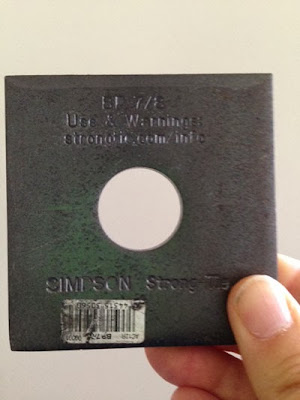 BP 7/8
Use & Warnings:
strongtie.com/info
SIMPSON Strong-Tie